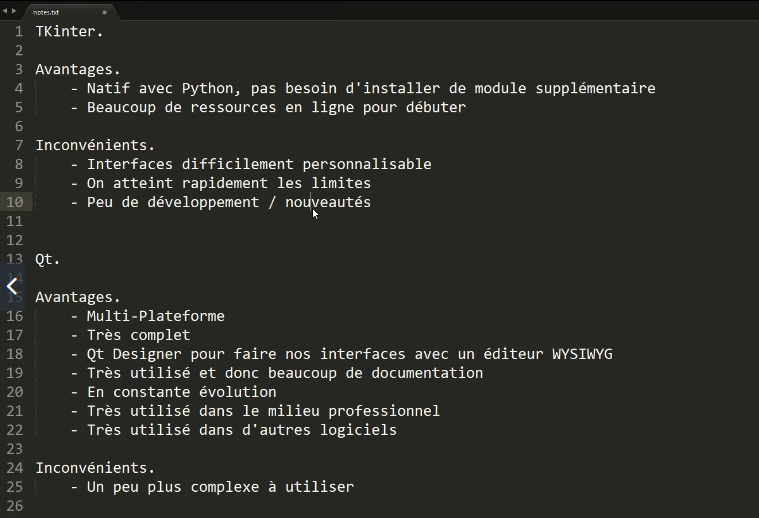 notes.txt
1 TKinter.
2
3 Avantages.
4 - Natif avec Python, pas besoin d'installer de module supplémentaire
5 - Beaucoup de ressources en ligne pour débuter
6
7 Inconvénients.
8 - Interfaces difficilement personnalisable
9 - On atteint rapidement les limites
10 - Peu de développement / nouveautés
11
12
13 Qt.
14
15 Avantages.
16 - Multi-Plateforme
17 - Très complet
18 - Qt Designer pour faire nos interfaces avec un éditeur WYSIWYG
19 - Très utilisé et donc beaucoup de documentation
20 - En constante évolution
21 - Très utilisé dans le milieu professionnel
22 - Très utilisé dans d'autres logiciels
23
24 Inconvénients.
25 - Un peu plus complexe à utiliser
26